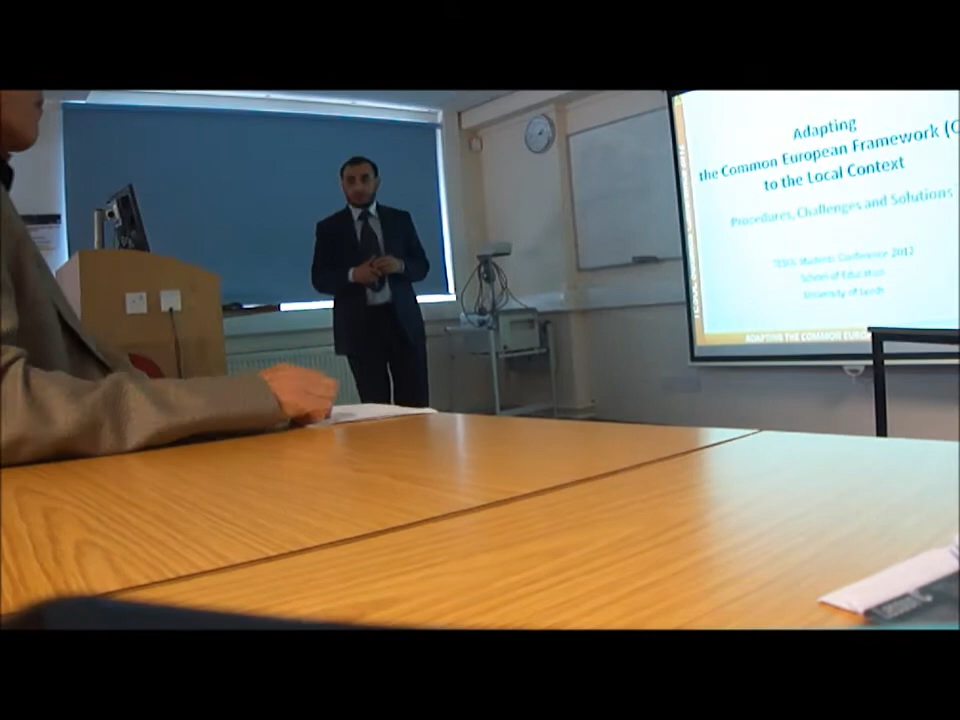 Adapting
the Common European Framework (C
to the Local Context
Procedures, Challenges and Solutions
TESOL Students Conference 2012
School of Education
University of Leeds
ADAPTING THE COMMON EUROP